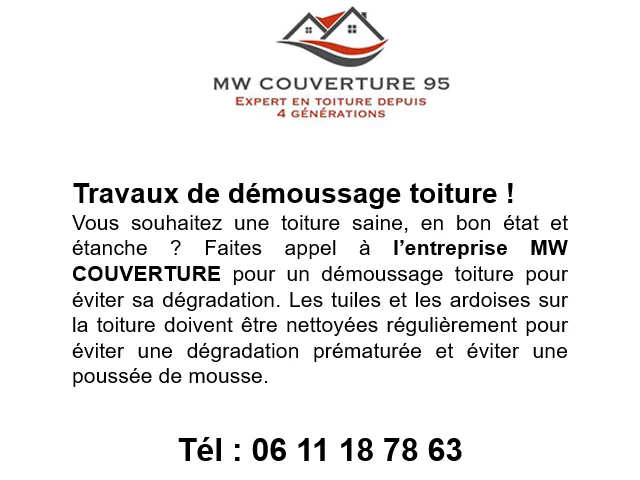 MW COUVERTURE 95
EXPERT EN TOITURE DEPUIS
4 GÉNÉRATIONS
Travaux de démoussage toiture !
Vous souhaitez une toiture saine, en bon état et
étanche ? Faites appel à l’entreprise MW
COUVERTURE pour un démoussage toiture pour
éviter sa dégradation. Les tuiles et les ardoises sur
la toiture doivent être nettoyées régulièrement pour
éviter une dégradation prématurée et éviter une
poussée de mousse.
Tél : 06 11 18 78 63